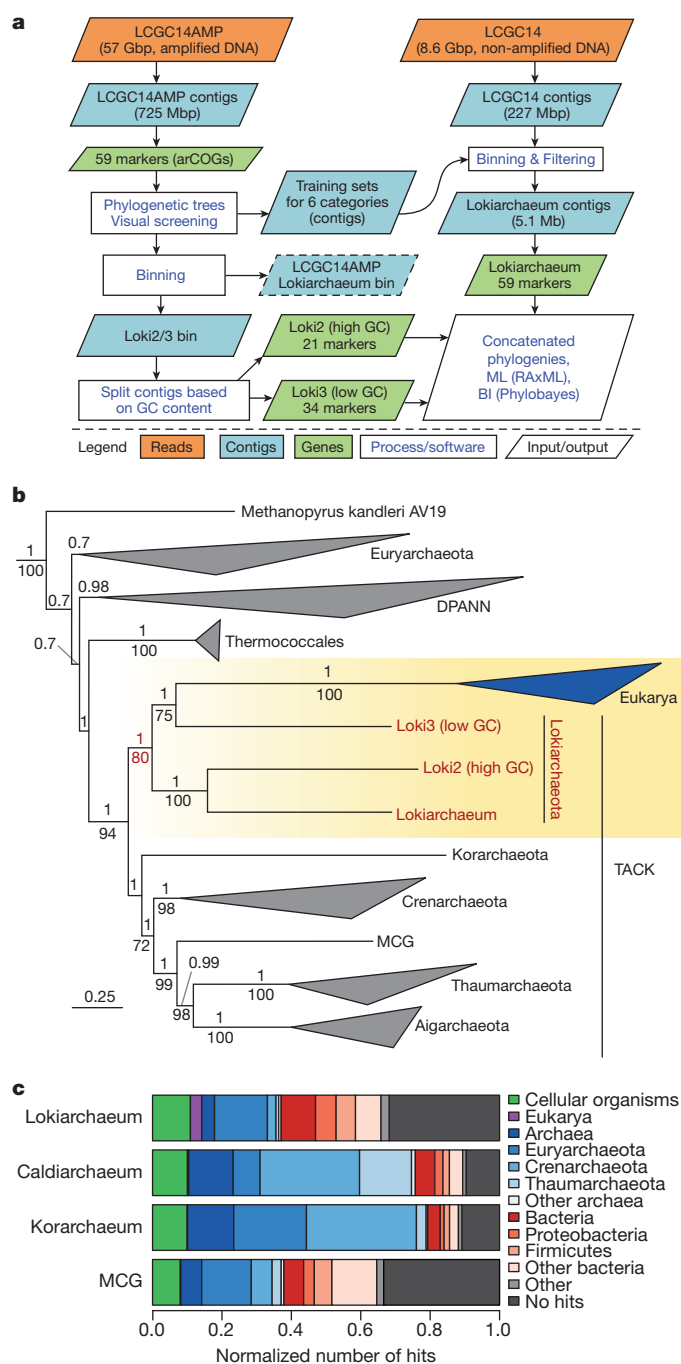 a
LCGC14AMP
(57 Gbp, amplified DNA)
LCGC14
(8.6 Gbp, non-amplified DNA)
LCGC14AMP contigs
(725 Mbp)
LCGC14 contigs
(227 Mbp)
59 markers (arCOGs)
Binning & Filtering
Phylogenetic trees
Visual screening
Training sets
for 6 categories
(contigs)
Lokiarchaeum contigs
(5.1 Mb)
Binning
LCGC14AMP
Lokiarchaeum bin
Lokiarchaeum
59 markers
Loki2/3 bin
Loki2 (high GC)
21 markers
Concatenated
phylogenies,
ML (RAxML),
BI (Phylobayes)
Split contigs based
on GC content
Loki3 (low GC)
34 markers
Legend
Reads
Contigs
Genes
Process/software
Input/output
b
Methanopyrus kandleri AV19
1
100
0.7
Euryarchaeota
0.7
0.98
DPANN
0.7
1
100
Thermococcales
1
1
100
Eukarya
1
75
Loki3 (low GC)
1
80
Loki2 (high GC)
1
100
Lokiarchaeum
Lokiarchaeota
1
94
TACK
Korarchaeota
1
1
98
Crenarchaeota
1
72
MCG
1
99
0.99
98
1
100
Thaumarchaeota
1
100
Aigarchaeota
0.25
c
Lokiarchaeum
Caldiarchaeum
Korarchaeum
MCG
0.0
0.2
0.4
0.6
0.8
1.0
Normalized number of hits
Cellular organisms
Eukarya
Archaea
Euryarchaeota
Crenarchaeota
Thaumarchaeota
Other archaea
Bacteria
Proteobacteria
Firmicutes
Other bacteria
Other
No hits